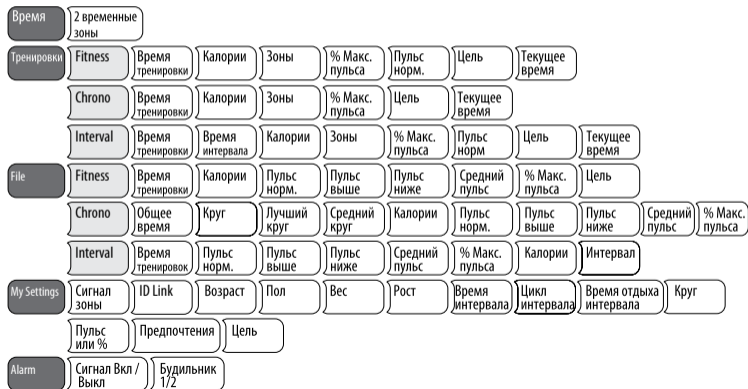 Время 2 временные зоны
Тренировки Fitness Время тренировки Калории Зоны % Макс. пульса Пульс норм. Цель Текущее время
Chrono Время тренировки Калории Зоны % Макс. пульса Цель Текущее время
Interval Время тренировки Время интервала Калории Зоны % Макс. пульса Пульс норм Цель Текущее время
File Fitness Время тренировки Калории Пульс норм. Пульс выше Пульс ниже Средний пульс % Макс. пульса Цель
Chrono Общее время Круг Лучший круг Средний круг Калории Пульс норм. Пульс выше Пульс ниже Средний пульс % Макс. пульса
Interval Время тренировок Пульс норм. Пульс выше Пульс ниже Средний пульс % Макс. пульса Калории Интервал
My Settings Сигнал зоны ID Link Возраст Пол Вес Рост Время интервала Цикл интервала Время отдыха интервала Круг
Пульс или % Предпочтения Цель
Alarm Сигнал Вкл / Выкл Будильник 1/2